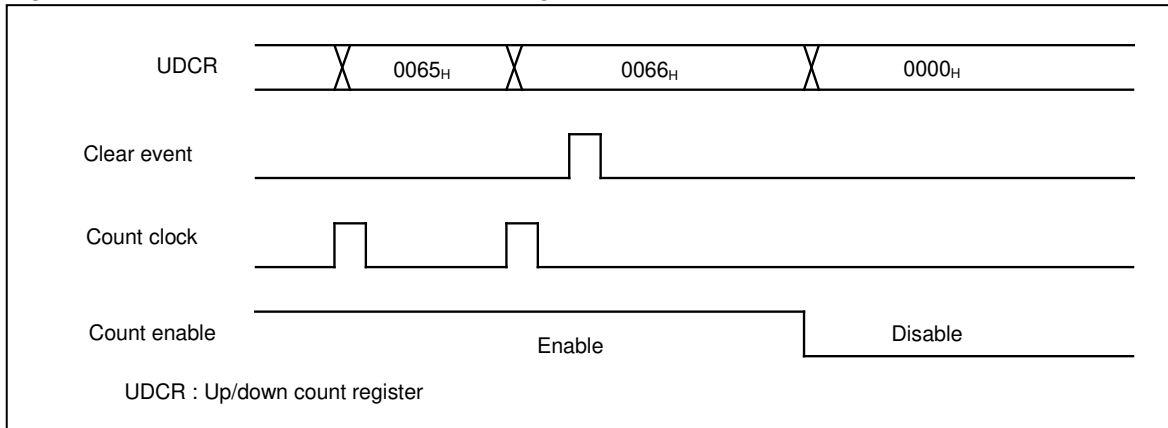 UDCR 0065H 0066H 0000H
Clear event
Count clock
Count enable Enable Disable
UDCR : Up/down count register